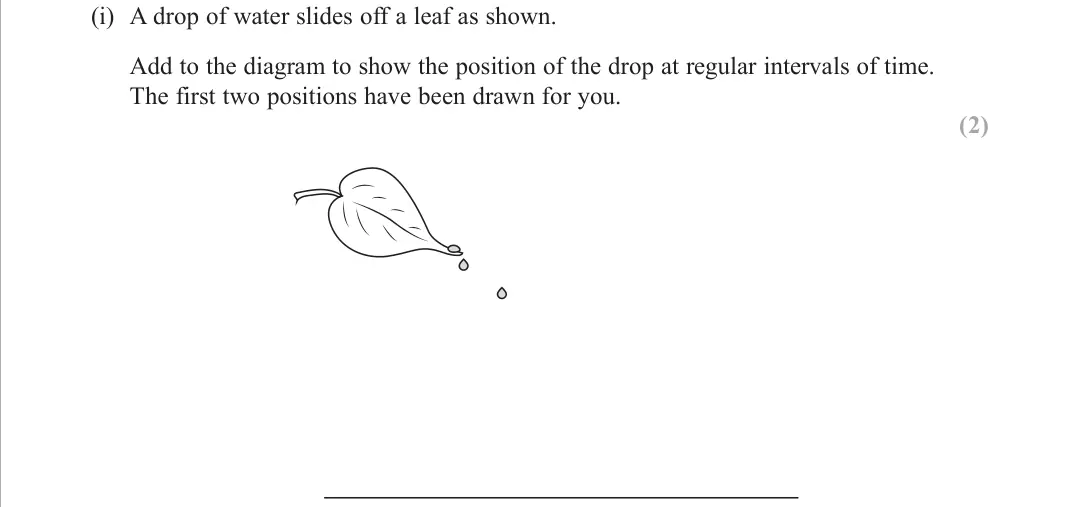 (i) A drop of water slides off a leaf as shown.
Add to the diagram to show the position of the drop at regular intervals of time.
The first two positions have been drawn for you.
(2)